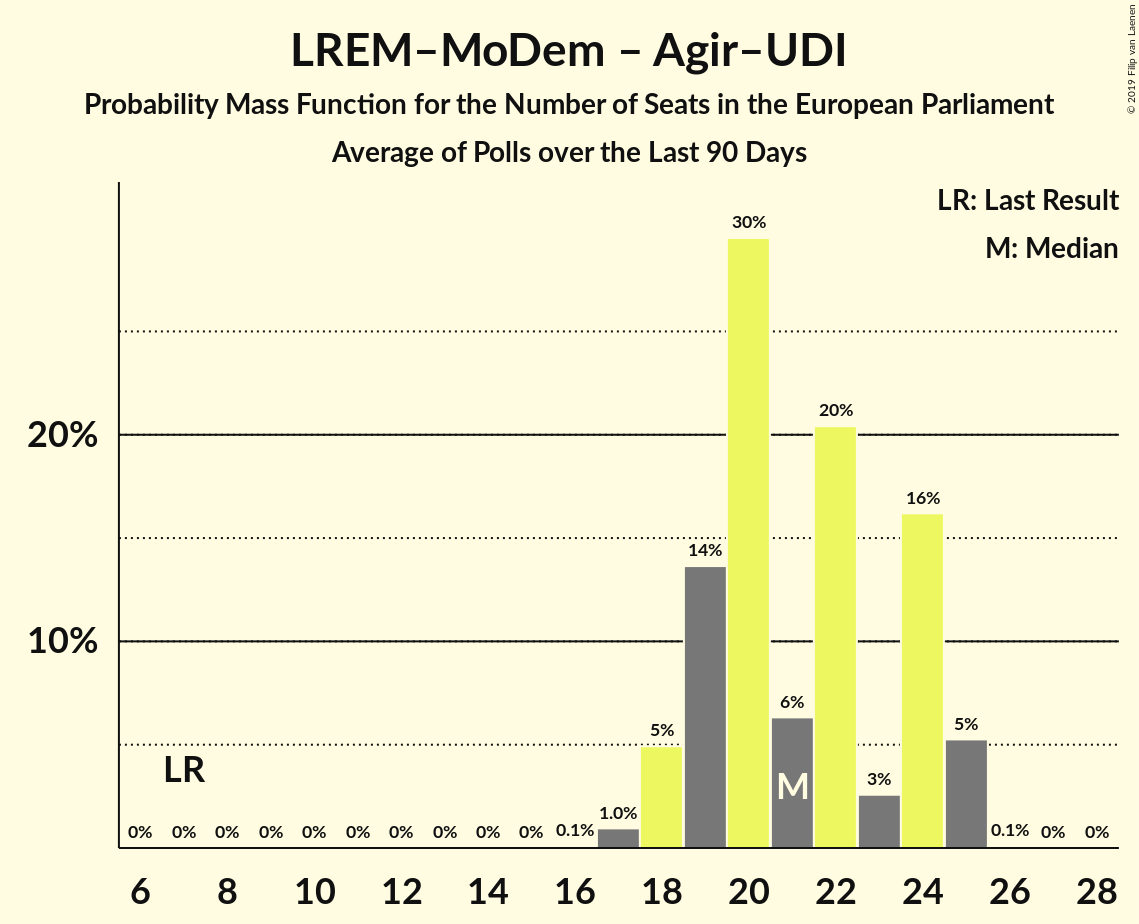 LREM–MoDem – Agir–UDI
Probability Mass Function for the Number of Seats in the European Parliament
Average of Polls over the Last 90 Days
© 2019 Filip van Laenen
LR: Last Result
M: Median
20%
10%
LR
M
0% 0% 0% 0% 0% 0% 0% 0% 0% 0% 0.1% 1.0% 5% 14% 30% 6% 20% 3% 16% 5% 0.1% 0% 0%
6 8 10 12 14 16 18 20 22 24 26 28